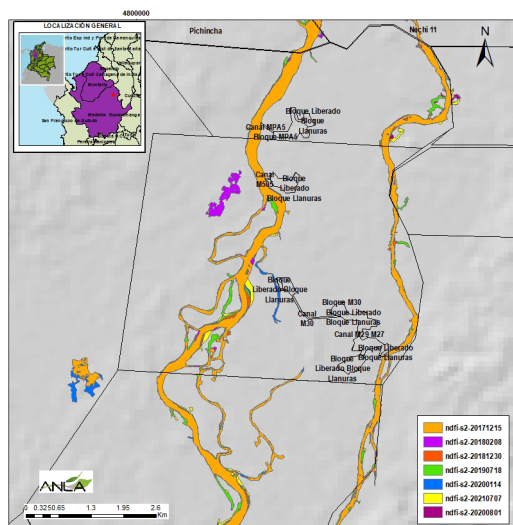 4800000
LOCALIZACIÓN GENERAL
Pichincha
Nechi 11
N
Bloque Liberado
Bloque
Llanuras
Canal MPA5
Bloque MPA5
Canal
M505
Bloque
Liberado
Bloque Llanuras
Bloque
Liberado Bloque
Llanuras
Bloque M30
Bloque Liberado
Bloque Llanuras
Canal
M30
Canal M29 M27
Bloque Liberado
Bloque Llanuras
Bloque
Liberado Bloque
Llanuras
ndfi-s2-20171215
ndfi-s2-20180208
ndfi-s2-20181230
ndfi-s2-20190718
ndfi-s2-20200114
ndfi-s2-20210707
ndfi-s2-20200801
ANLA
0 0.325 0.65 1.3 1.95 2.6
Km